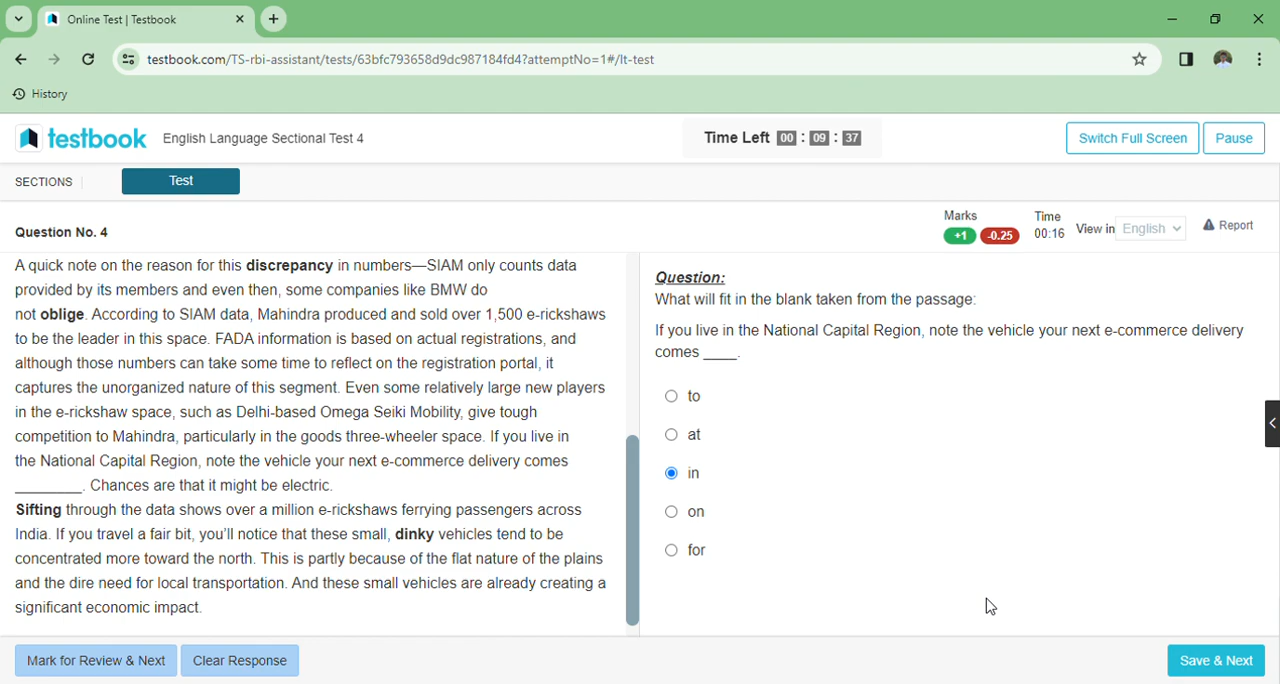 Online Test | Testbook
testbook.com/TS-rbi-assistant/tests/63bfc793658d9dc987184fd4?attemptNo=1#/lt-test
History
testbook English Language Sectional Test 4
Time Left 00 : 09 : 37
Switch Full Screen
Pause
SECTIONS
Test
Question No. 4
Marks
+1 -0.25
Time
00:16
View in English
Report
A quick note on the reason for this discrepancy in numbers—SIAM only counts data
provided by its members and even then, some companies like BMW do
not oblige. According to SIAM data, Mahindra produced and sold over 1,500 e-rickshaws
to be the leader in this space. FADA information is based on actual registrations, and
although those numbers can take some time to reflect on the registration portal, it
captures the unorganized nature of this segment. Even some relatively large new players
in the e-rickshaw space, such as Delhi-based Omega Seiki Mobility, give tough
competition to Mahindra, particularly in the goods three-wheeler space. If you live in
the National Capital Region, note the vehicle your next e-commerce delivery comes
_________. Chances are that it might be electric.
Sifting through the data shows over a million e-rickshaws ferrying passengers across
India. If you travel a fair bit, you’ll notice that these small, dinky vehicles tend to be
concentrated more toward the north. This is partly because of the flat nature of the plains
and the dire need for local transportation. And these small vehicles are already creating a
significant economic impact.
Question:
What will fit in the blank taken from the passage:
If you live in the National Capital Region, note the vehicle your next e-commerce delivery
comes ____.
to
at
in
on
for
Mark for Review & Next
Clear Response
Save & Next